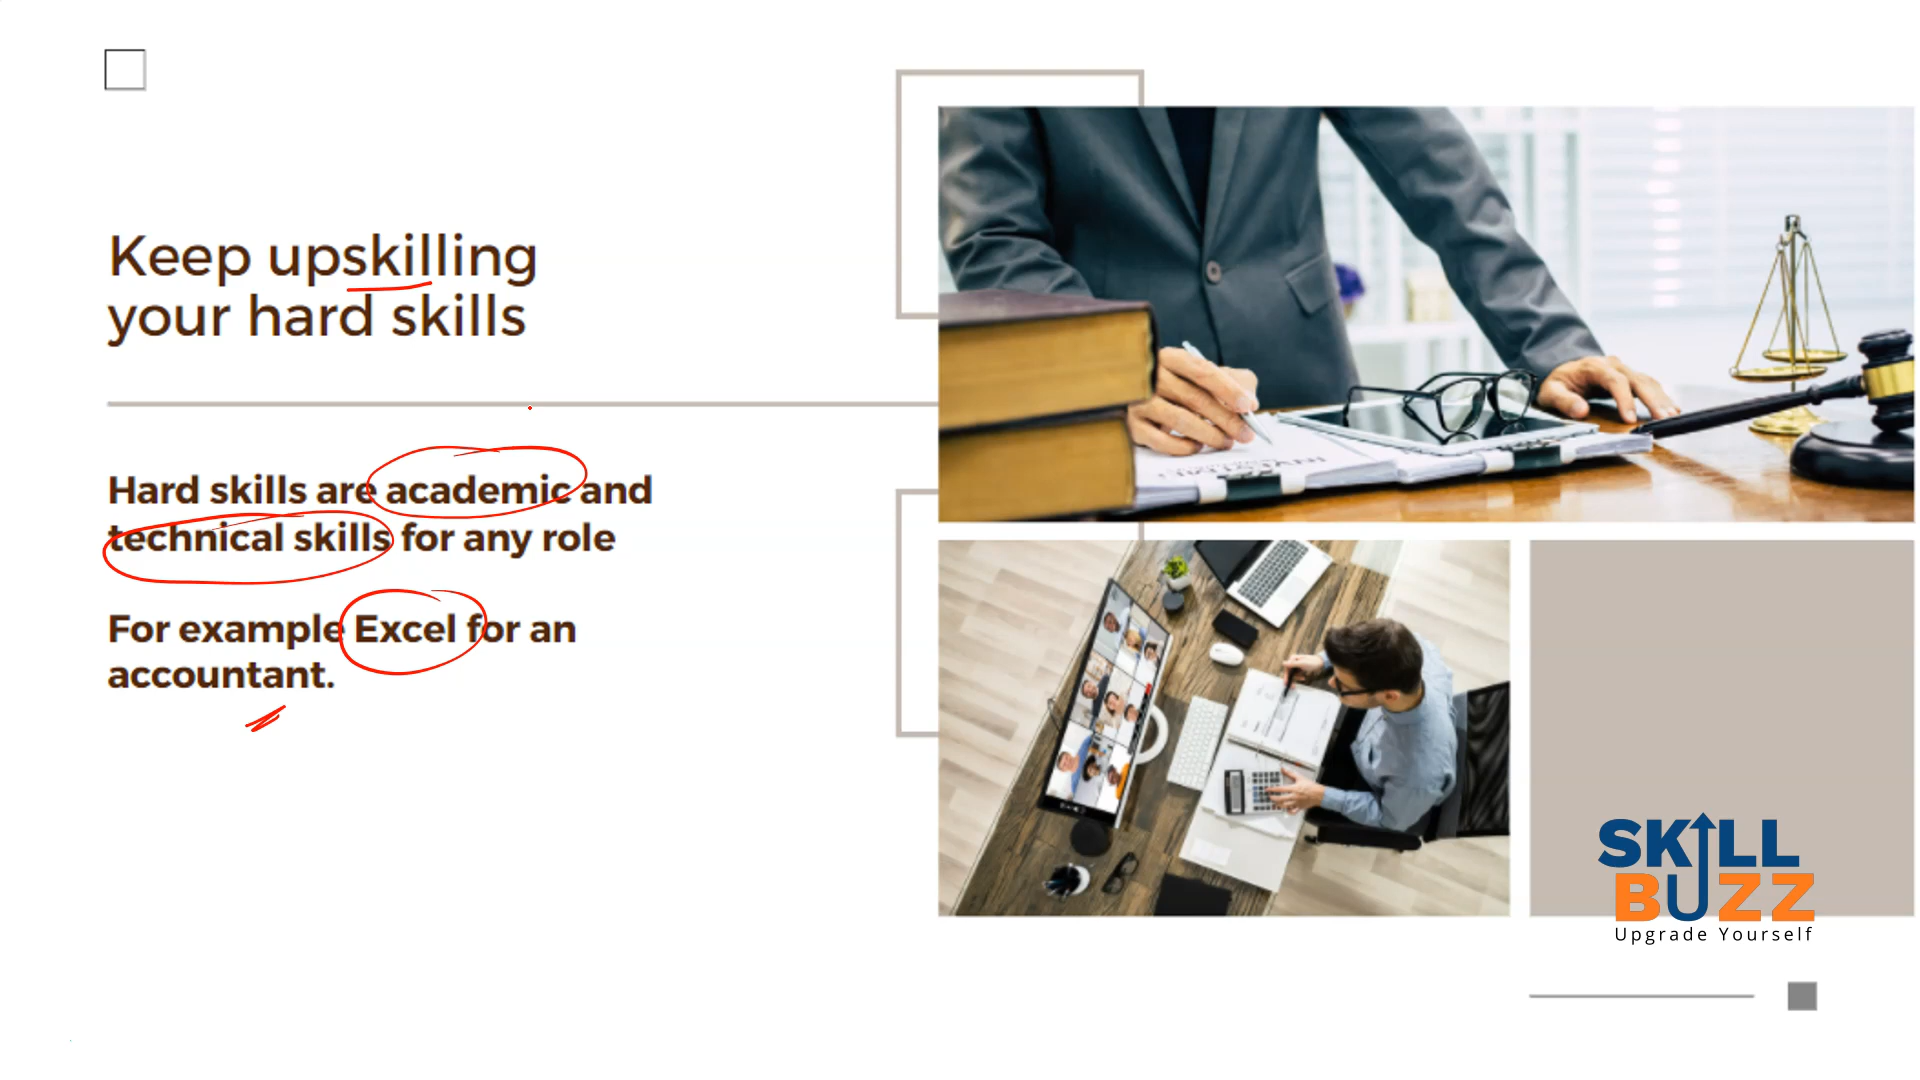 Keep upskilling
your hard skills
Hard skills are academic and
technical skills for any role
For example Excel for an
accountant.
SKILL
BUZZ
Upgrade Yourself